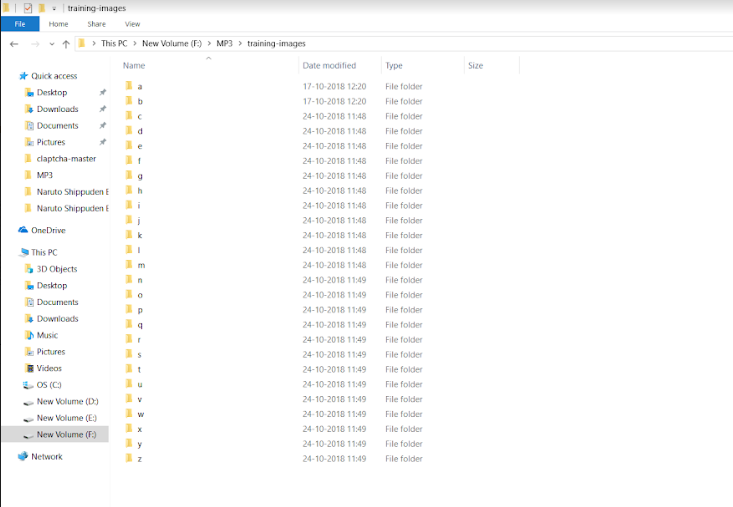 training-images
File Home Share View
This PC > New Volume (F:) > MP3 > training-images
Name Date modified Type Size
Quick access
Desktop
Downloads
Documents
Pictures
claptcha-master
MP3
Naruto Shippuden E
Naruto Shippuden E
OneDrive
This PC
3D Objects
Desktop
Documents
Downloads
Music
Pictures
Videos
OS (C:)
New Volume (D:)
New Volume (E:)
New Volume (F:)
Network
a 17-10-2018 12:20 File folder
b 17-10-2018 12:20 File folder
c 24-10-2018 11:48 File folder
d 24-10-2018 11:48 File folder
e 24-10-2018 11:48 File folder
f 24-10-2018 11:48 File folder
g 24-10-2018 11:48 File folder
h 24-10-2018 11:48 File folder
i 24-10-2018 11:48 File folder
j 24-10-2018 11:48 File folder
k 24-10-2018 11:48 File folder
l 24-10-2018 11:48 File folder
m 24-10-2018 11:48 File folder
n 24-10-2018 11:49 File folder
o 24-10-2018 11:49 File folder
p 24-10-2018 11:49 File folder
q 24-10-2018 11:49 File folder
r 24-10-2018 11:49 File folder
s 24-10-2018 11:49 File folder
t 24-10-2018 11:49 File folder
u 24-10-2018 11:49 File folder
v 24-10-2018 11:49 File folder
w 24-10-2018 11:49 File folder
x 24-10-2018 11:49 File folder
y 24-10-2018 11:49 File folder
z 24-10-2018 11:49 File folder